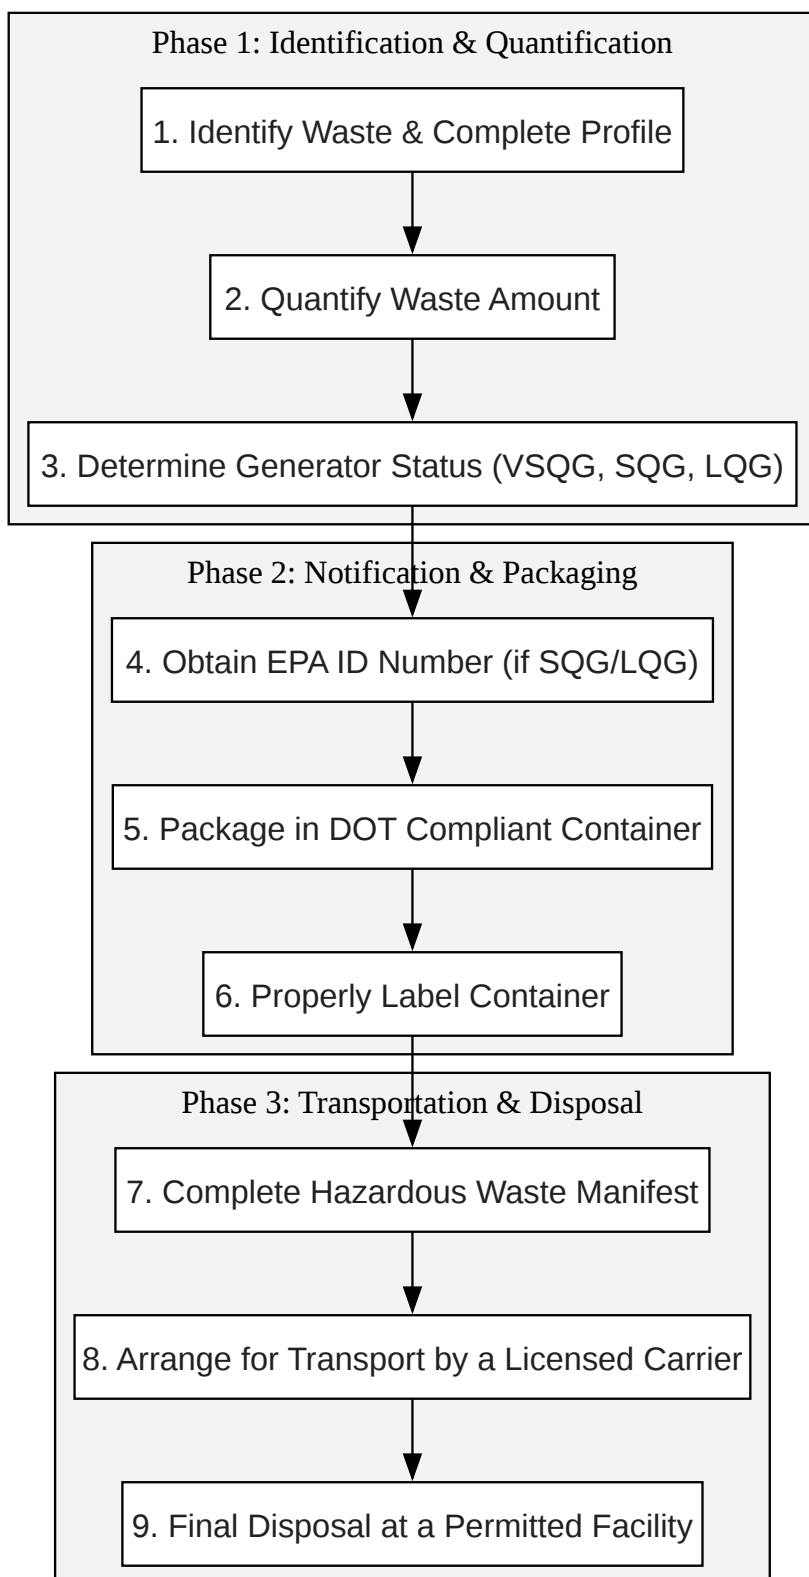 Phase 1: Identification & Quantification
1. Identify Waste & Complete Profile
2. Quantify Waste Amount
3. Determine Generator Status (VSQG, SQG, LQG)
Phase 2: Notification & Packaging
4. Obtain EPA ID Number (if SQG/LQG)
5. Package in DOT Compliant Container
6. Properly Label Container
Phase 3: Transportation & Disposal
7. Complete Hazardous Waste Manifest
8. Arrange for Transport by a Licensed Carrier
9. Final Disposal at a Permitted Facility